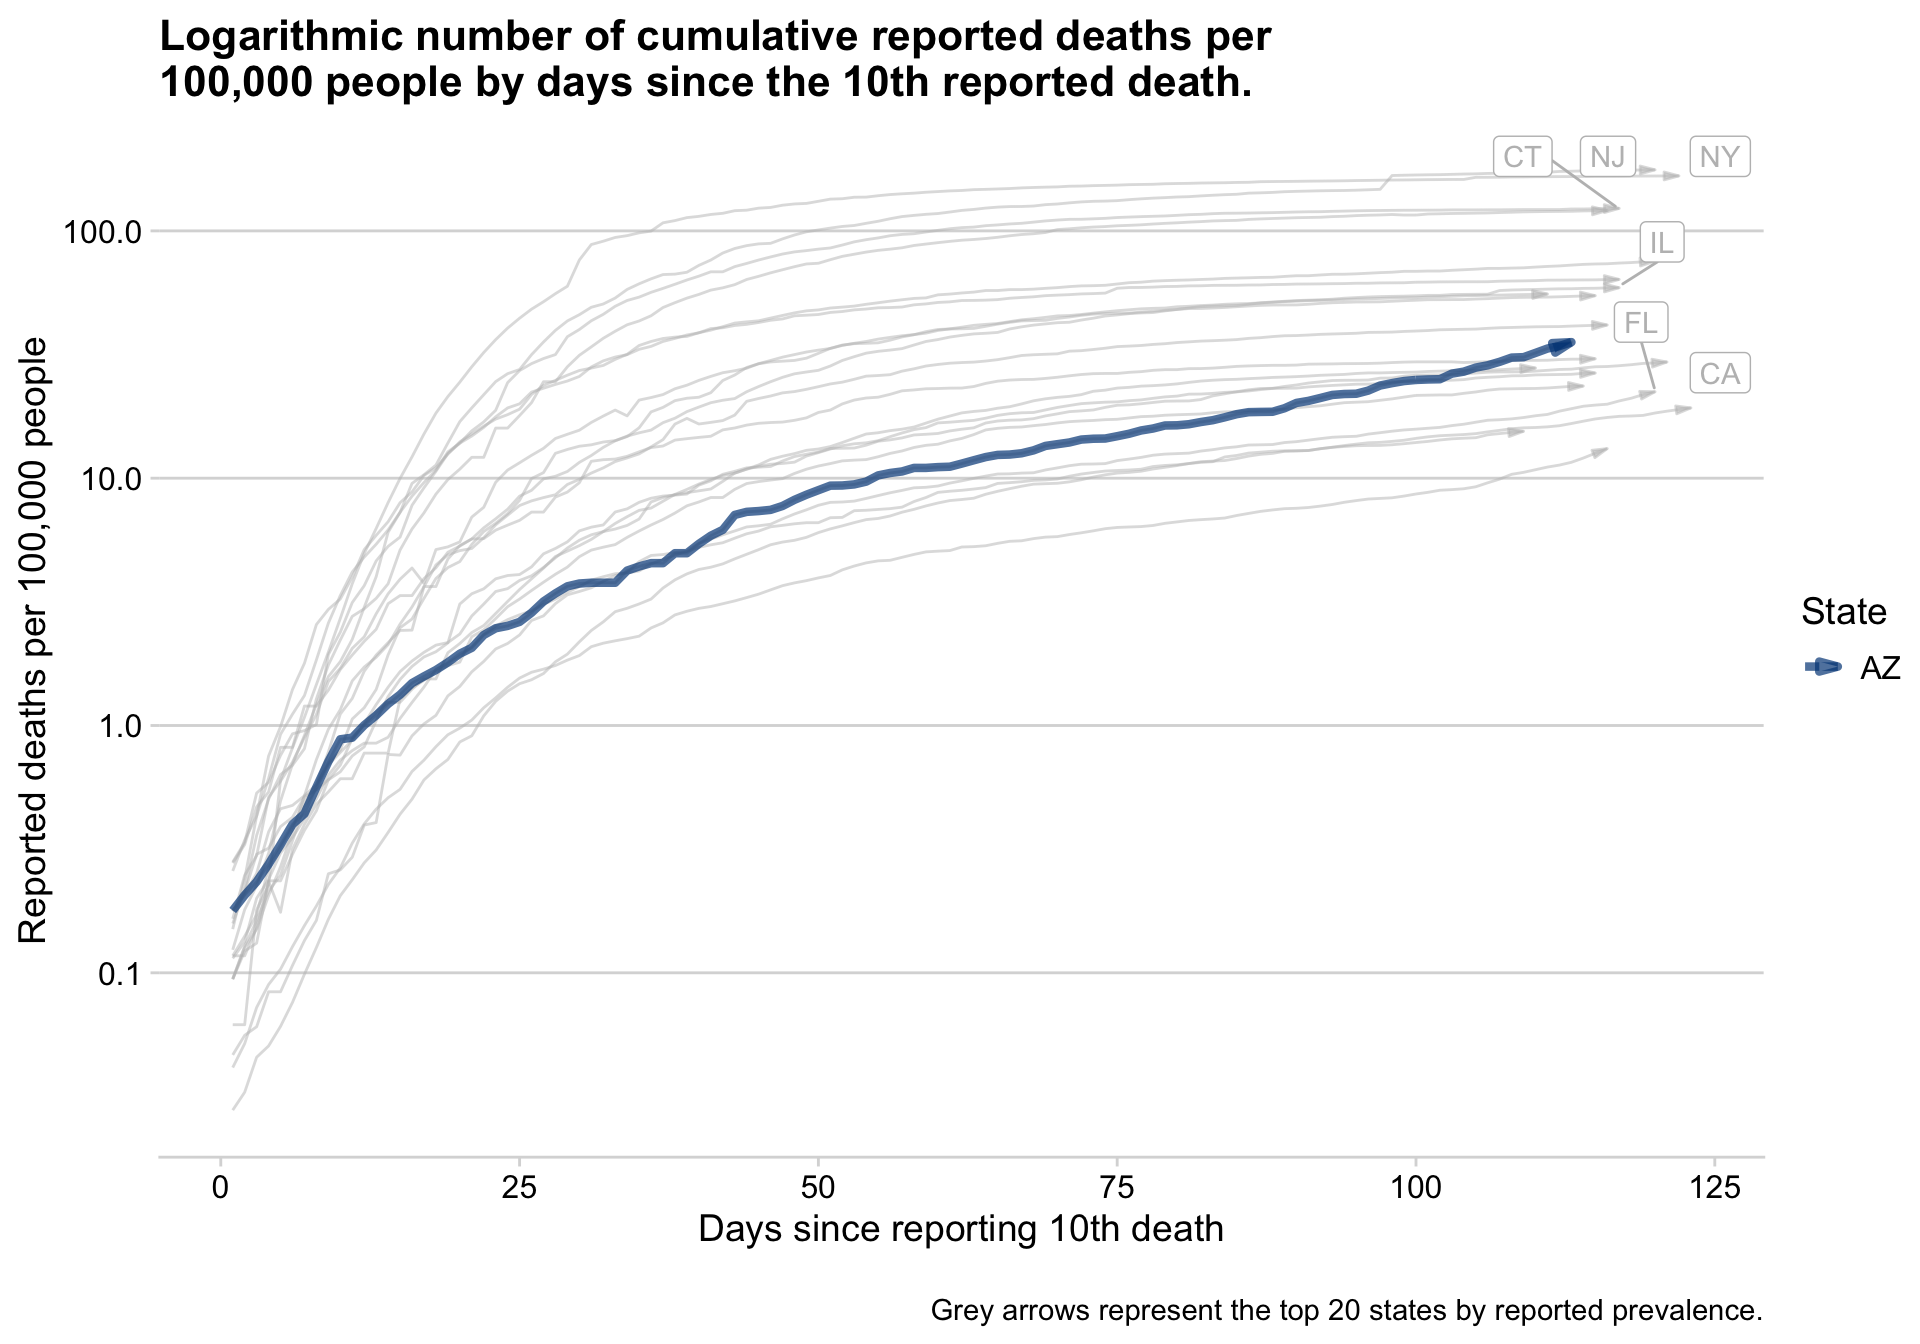 Logarithmic number of cumulative reported deaths per
100,000 people by days since the 10th reported death.
CT
NJ
NY
IL
FL
CA
100.0
10.0
1.0
0.1
Reported deaths per 100,000 people
0
25
50
75
100
125
Days since reporting 10th death
State
AZ
Grey arrows represent the top 20 states by reported prevalence.